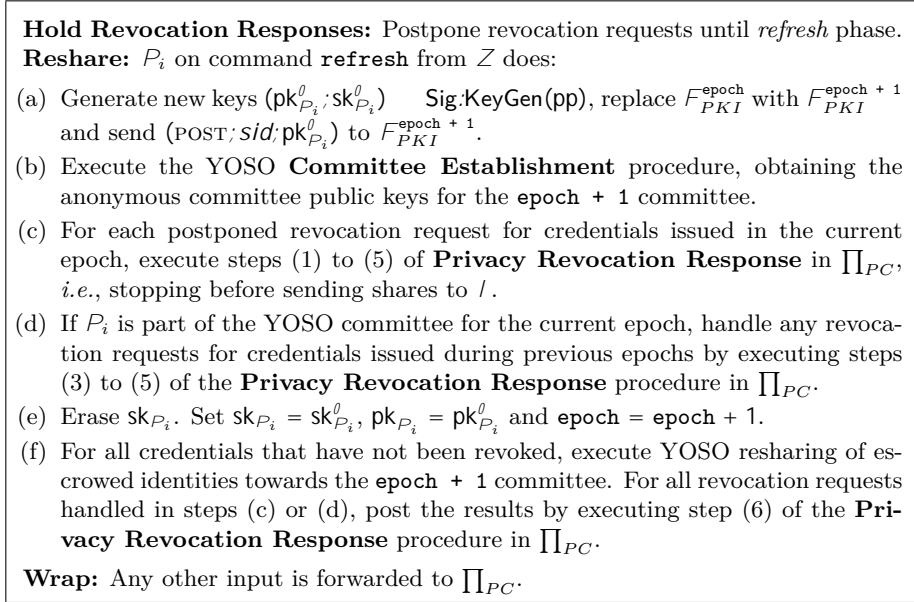 Hold Revocation Responses: Postpone revocation requests until refresh phase.
Reshare: P_i on command refresh from Z does:
(a) Generate new keys (pk^0_{P_i}; sk^0_{P_i}) Sig:KeyGen(pp), replace F^{epoch}_{PKI} with F^{epoch + 1}_{PKI}
and send (POST; sid; pk^0_{P_i}) to F^{epoch + 1}_{PKI}.
(b) Execute the YOSO Committee Establishment procedure, obtaining the
anonymous committee public keys for the epoch + 1 committee.
(c) For each postponed revocation request for credentials issued in the current
epoch, execute steps (1) to (5) of Privacy Revocation Response in ∏_{PC},
i.e., stopping before sending shares to I.
(d) If P_i is part of the YOSO committee for the current epoch, handle any revoca-
tion requests for credentials issued during previous epochs by executing steps
(3) to (5) of the Privacy Revocation Response procedure in ∏_{PC}.
(e) Erase sk_{P_i}. Set sk_{P_i} = sk^0_{P_i}, pk_{P_i} = pk^0_{P_i} and epoch = epoch + 1.
(f) For all credentials that have not been revoked, execute YOSO resharing of es-
crowed identities towards the epoch + 1 committee. For all revocation requests
handled in steps (c) or (d), post the results by executing step (6) of the Pri-
vacy Revocation Response procedure in ∏_{PC}.
Wrap: Any other input is forwarded to ∏_{PC}.